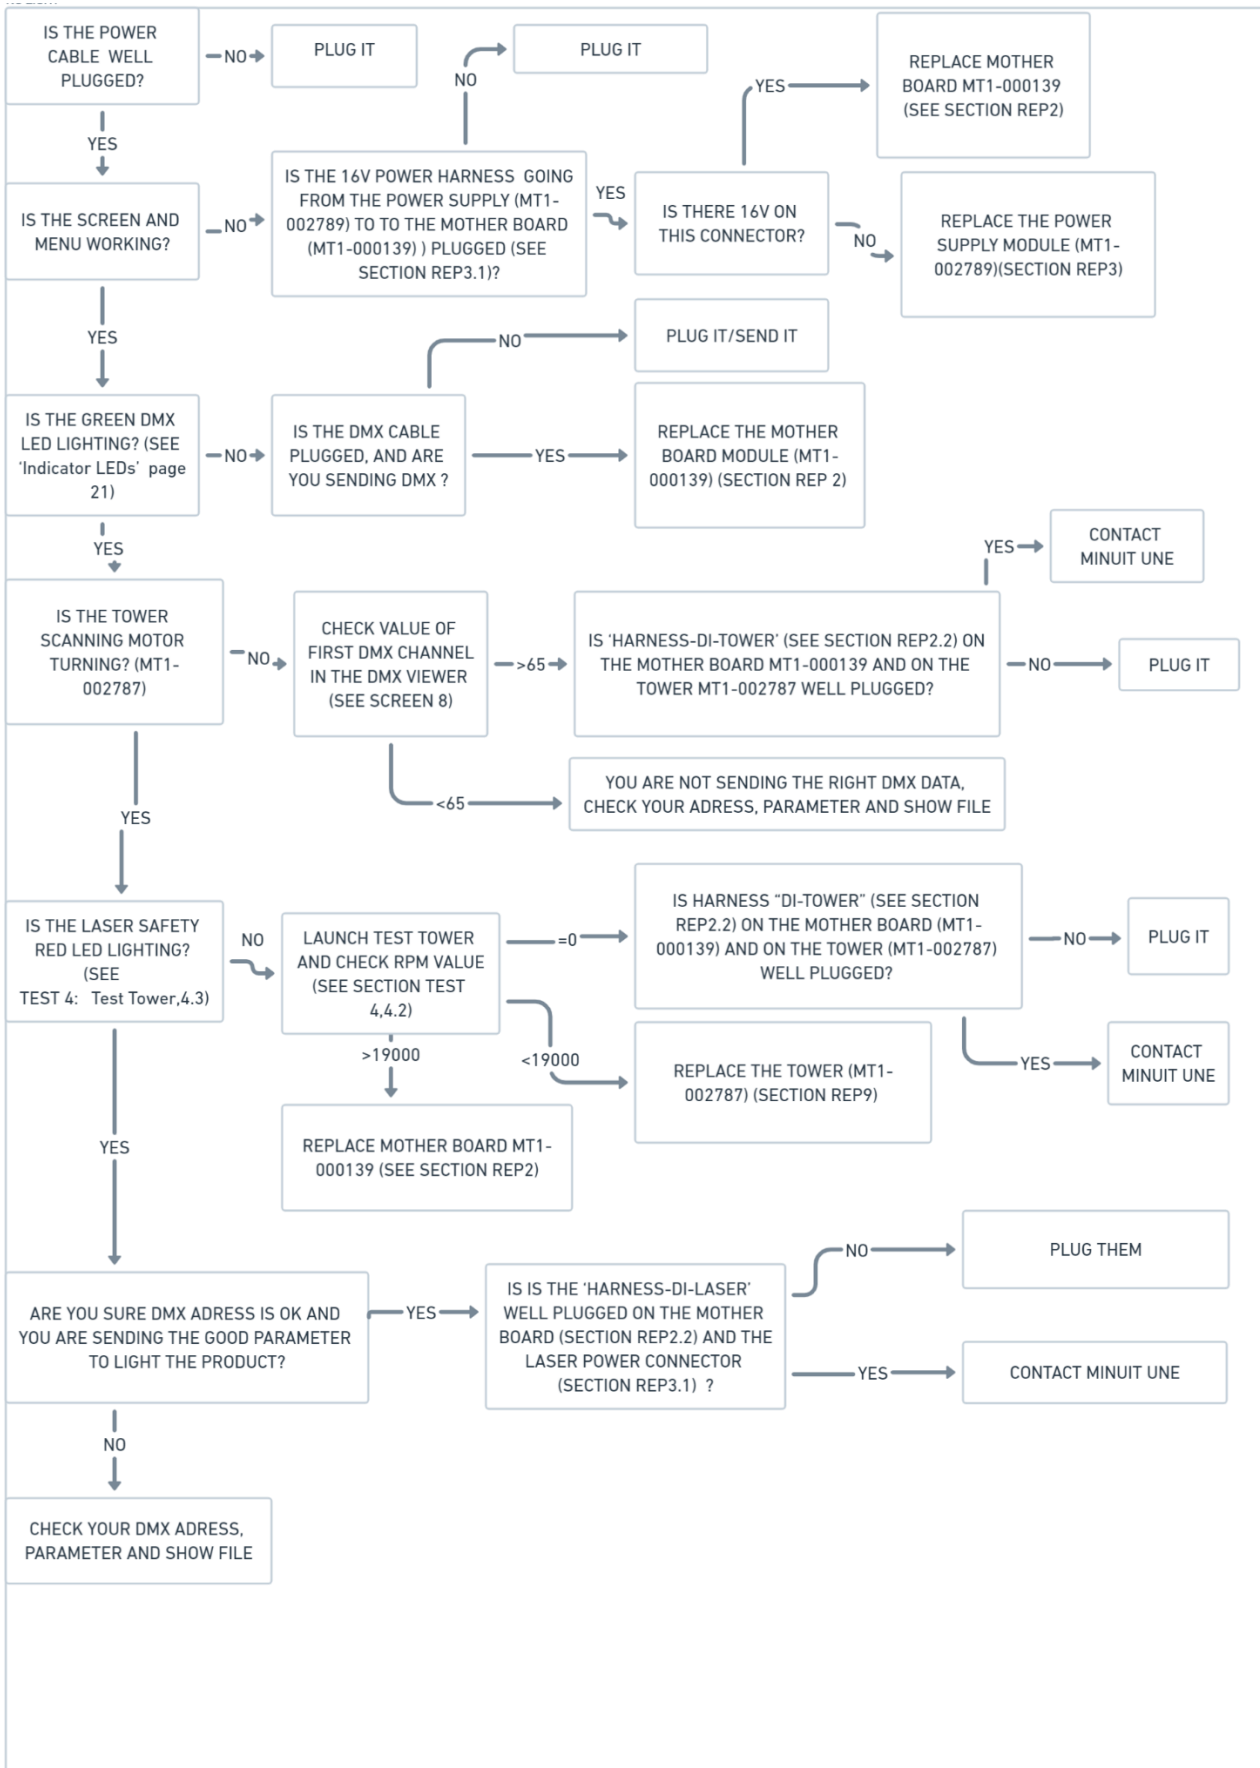 IS THE POWER
CABLE WELL
PLUGGED?
NO
PLUG IT
PLUG IT
NO
YES
REPLACE MOTHER
BOARD MT1-000139
(SEE SECTION REP2)
YES
IS THE SCREEN AND
MENU WORKING?
NO
IS THE 16V POWER HARNESS GOING
FROM THE POWER SUPPLY (MT1-
002789) TO TO THE MOTHER BOARD
(MT1-000139) ) PLUGGED (SEE
SECTION REP3.1)?
YES
IS THERE 16V ON
THIS CONNECTOR?
NO
REPLACE THE POWER
SUPPLY MODULE (MT1-
002789)(SECTION REP3)
YES
NO
PLUG IT/SEND IT
IS THE GREEN DMX
LED LIGHTING? (SEE
'Indicator LEDs' page
21)
NO
IS THE DMX CABLE
PLUGGED, AND ARE
YOU SENDING DMX ?
YES
REPLACE THE MOTHER
BOARD MODULE (MT1-
000139) (SECTION REP 2)
YES
YES
CONTACT
MINUIT UNE
IS THE TOWER
SCANNING MOTOR
TURNING? (MT1-
002787)
NO
CHECK VALUE OF
FIRST DMX CHANNEL
IN THE DMX VIEWER
(SEE SCREEN 8)
>65
IS 'HARNESS-DI-TOWER' (SEE SECTION REP2.2) ON
THE MOTHER BOARD MT1-000139 AND ON THE
TOWER MT1-002787 WELL PLUGGED?
NO
PLUG IT
YES
<65
YOU ARE NOT SENDING THE RIGHT DMX DATA,
CHECK YOUR ADRESS, PARAMETER AND SHOW FILE
IS THE LASER SAFETY
RED LED LIGHTING?
(SEE
TEST 4: Test Tower,4.3)
NO
LAUNCH TEST TOWER
AND CHECK RPM VALUE
(SEE SECTION TEST
4,4.2)
=0
IS HARNESS “DI-TOWER” (SEE SECTION
REP2.2) ON THE MOTHER BOARD (MT1-
000139) AND ON THE TOWER (MT1-002787)
WELL PLUGGED?
NO
PLUG IT
>19000
<19000
REPLACE THE TOWER (MT1-
002787) (SECTION REP9)
YES
CONTACT
MINUIT UNE
YES
REPLACE MOTHER BOARD MT1-
000139 (SEE SECTION REP2)
ARE YOU SURE DMX ADRESS IS OK AND
YOU ARE SENDING THE GOOD PARAMETER
TO LIGHT THE PRODUCT?
YES
IS IS THE 'HARNESS-DI-LASER'
WELL PLUGGED ON THE MOTHER
BOARD (SECTION REP2.2) AND THE
LASER POWER CONNECTOR
(SECTION REP3.1) ?
NO
PLUG THEM
YES
CONTACT MINUIT UNE
NO
CHECK YOUR DMX ADRESS,
PARAMETER AND SHOW FILE